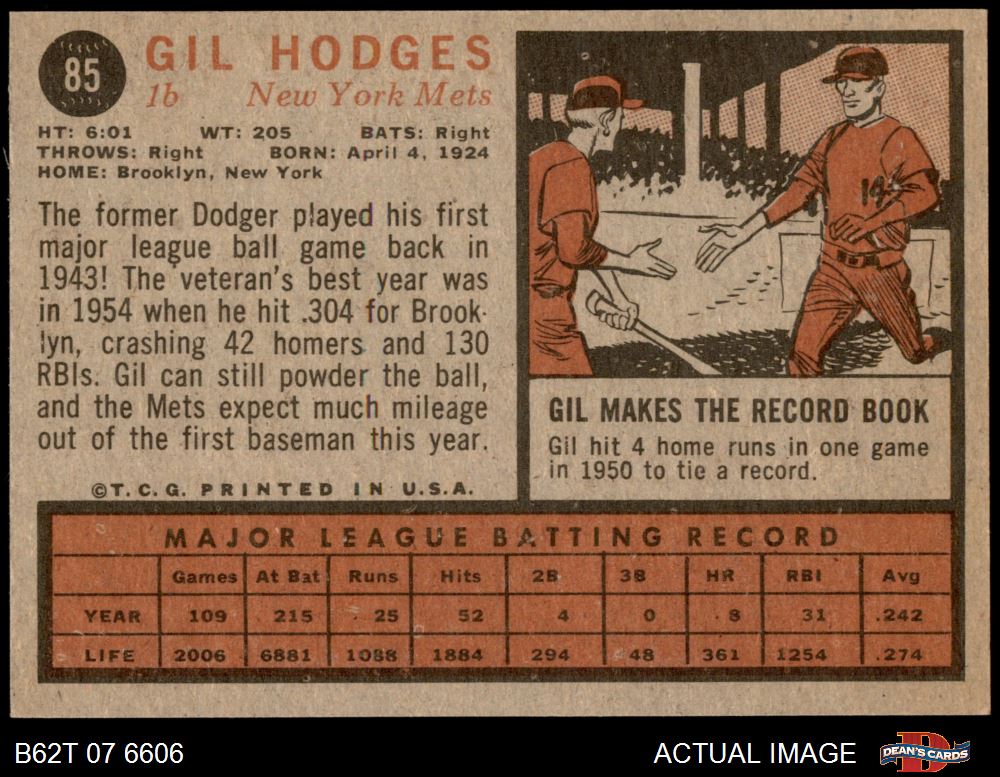 85
GIL HODGES
1b New York Mets
HT: 6:01 WT: 205 BATS: Right
THROWS: Right BORN: April 4, 1924
HOME: Brooklyn, New York
The former Dodger played his first
major league ball game back in
1943! The veteran's best year was
in 1954 when he hit .304 for Brook-
lyn, crashing 42 homers and 130
RBIs. Gil can still powder the ball,
and the Mets expect much mileage
out of the first baseman this year.
©T.C.G. PRINTED IN U.S.A.
14
GIL MAKES THE RECORD BOOK
Gil hit 4 home runs in one game
in 1950 to tie a record.
MAJOR LEAGUE BATTING RECORD
Games At Bat Runs Hits 2B 3B HR RBI Avg
YEAR 109 215 25 52 4 0 8 31 .242
LIFE 2006 6881 1088 1884 294 48 361 1254 .274
B62T 07 6606
ACTUAL IMAGE
D
DEAN'S CARDS